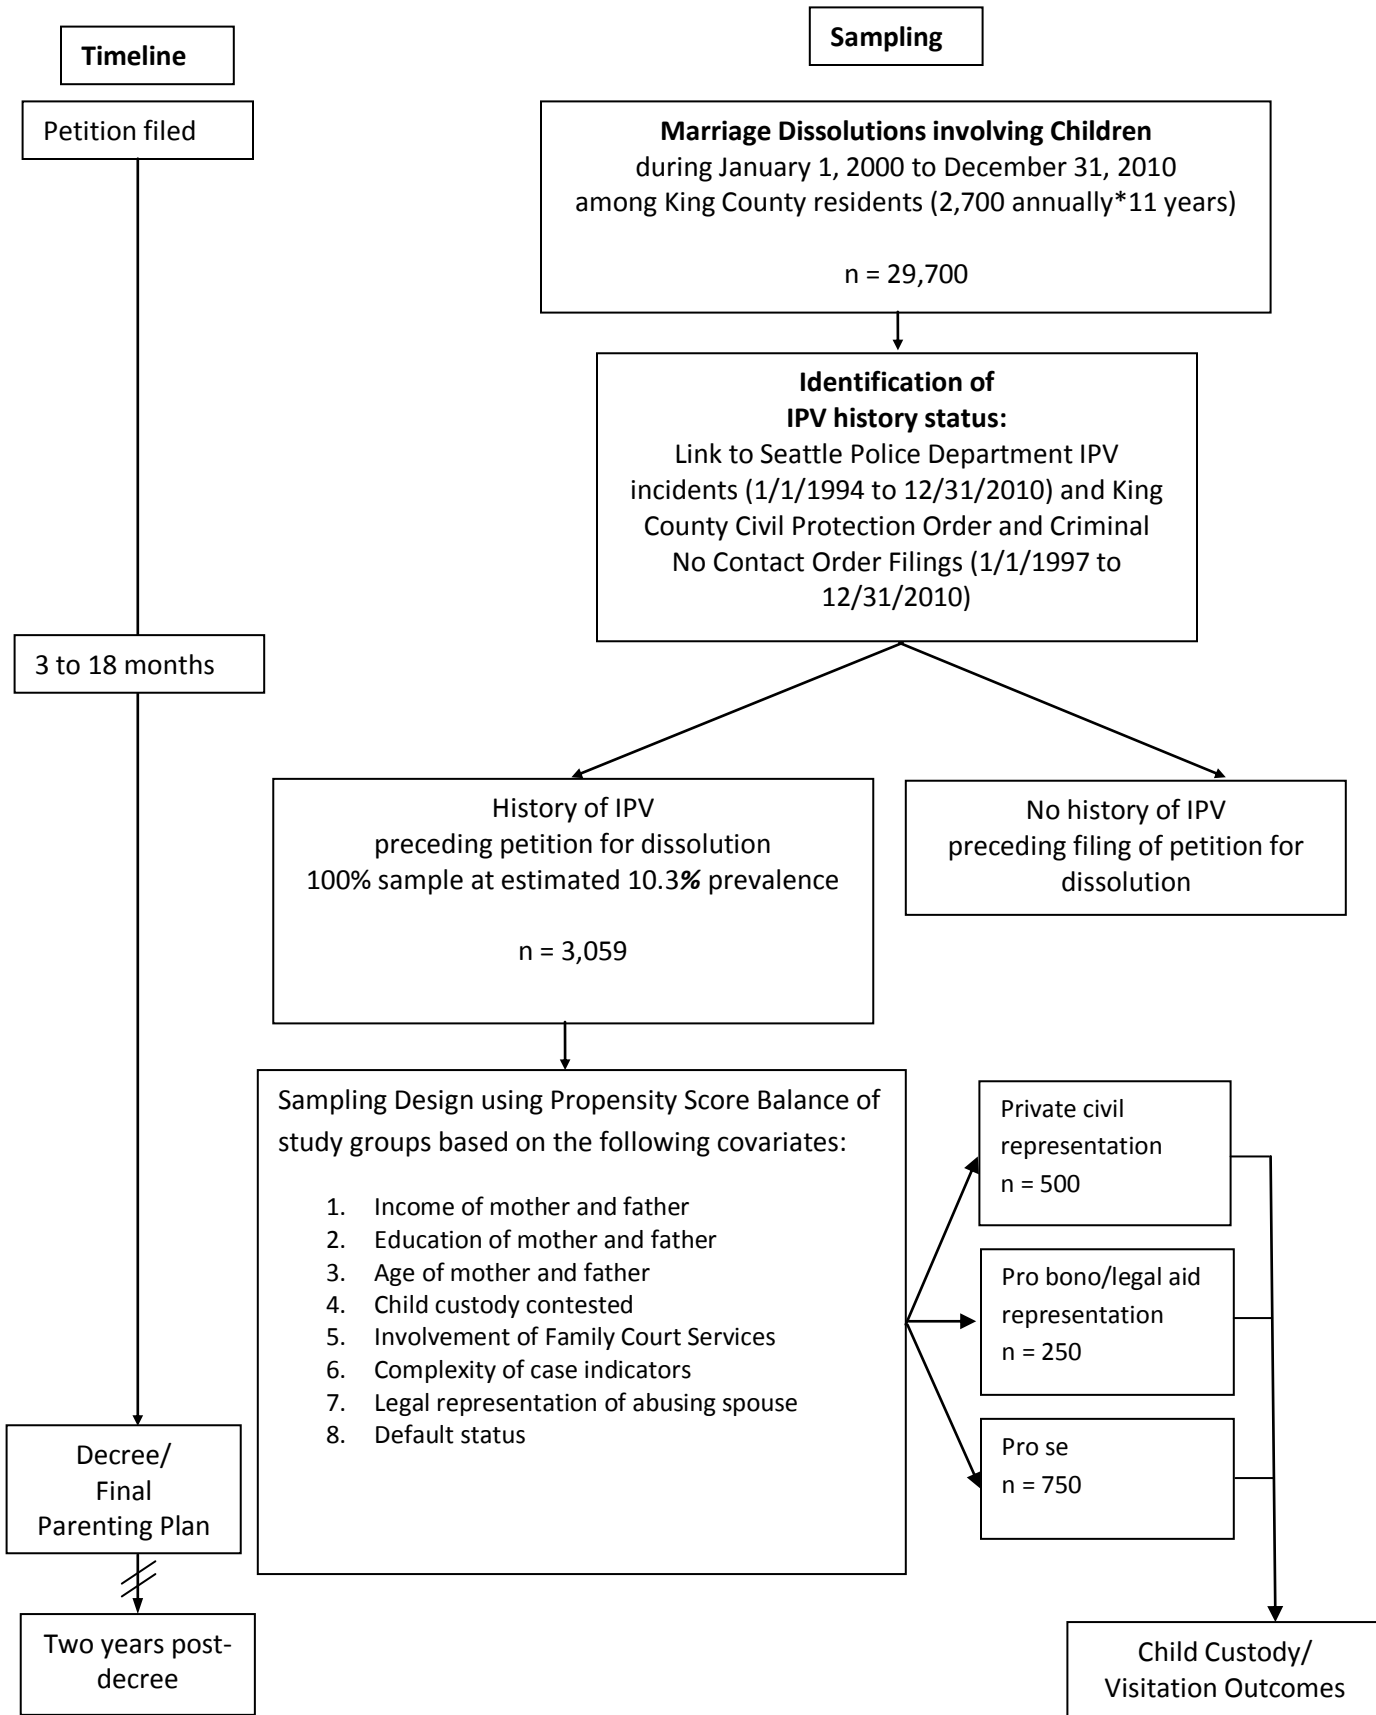 Timeline
Sampling
Petition filed
Marriage Dissolutions involving Children
during January 1, 2000 to December 31, 2010
among King County residents (2,700 annually*11 years)
n = 29,700
Identification of
IPV history status:
Link to Seattle Police Department IPV
incidents (1/1/1994 to 12/31/2010) and King
County Civil Protection Order and Criminal
No Contact Order Filings (1/1/1997 to
12/31/2010)
3 to 18 months
History of IPV
preceding petition for dissolution
100% sample at estimated 10.3% prevalence
n = 3,059
No history of IPV
preceding filing of petition for
dissolution
Sampling Design using Propensity Score Balance of
study groups based on the following covariates:
1. Income of mother and father
2. Education of mother and father
3. Age of mother and father
4. Child custody contested
5. Involvement of Family Court Services
6. Complexity of case indicators
7. Legal representation of abusing spouse
8. Default status
Private civil
representation
n = 500
Pro bono/legal aid
representation
n = 250
Pro se
n = 750
Decree/
Final
Parenting Plan
Two years post-
decree
Child Custody/
Visitation Outcomes